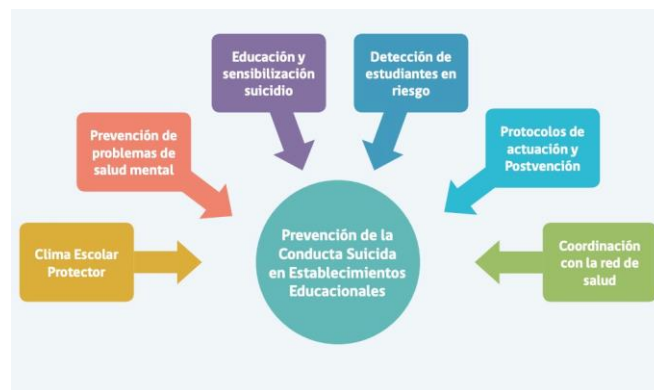 Educación y
sensibilización
suicidio
Detección de
estudiantes en
riesgo
Prevención de
problemas de
salud mental
Protocolos de
actuación y
Postvención
Clima Escolar
Protector
Prevención de la
Conducta Suicida
en Establecimientos
Educacionales
Coordinación
con la red de
salud